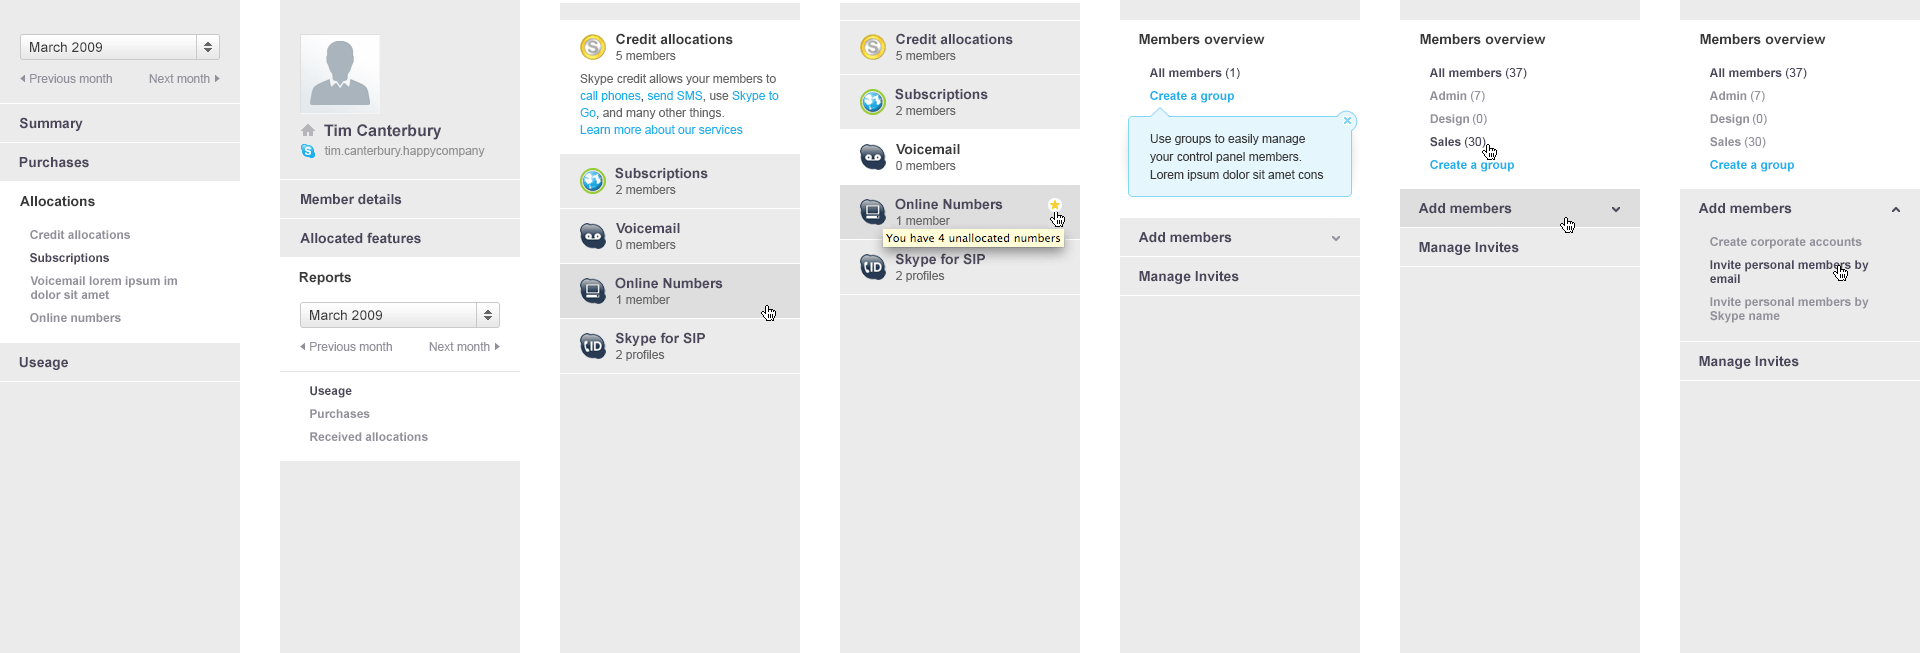 March 2009
Previous month
Next month
Summary
Purchases
Allocations
Credit allocations
Subscriptions
Voicemail lorem ipsum im
dolor sit amet
Online numbers
Useage
Tim Canterbury
tim.canterbury.happycompany
Member details
Allocated features
Reports
March 2009
Previous month
Next month
Useage
Purchases
Received allocations
Credit allocations
5 members
Skype credit allows your members to
call phones, send SMS, use Skype to
Go, and many other things.
Learn more about our services
Subscriptions
2 members
Voicemail
0 members
Online Numbers
1 member
ID
Skype for SIP
2 profiles
Credit allocations
5 members
Subscriptions
2 members
Voicemail
0 members
Online Numbers
1 member
You have 4 unallocated numbers
ID
Skype for SIP
2 profiles
Members overview
All members (1)
Create a group
Use groups to easily manage
your control panel members.
Lorem ipsum dolor sit amet cons
Add members
Manage Invites
Members overview
All members (37)
Admin (7)
Design (0)
Sales (30)
Create a group
Add members
Manage Invites
Members overview
All members (37)
Admin (7)
Design (0)
Sales (30)
Create a group
Add members
Create corporate accounts
Invite personal members by
email
Invite personal members by
Skype name
Manage Invites